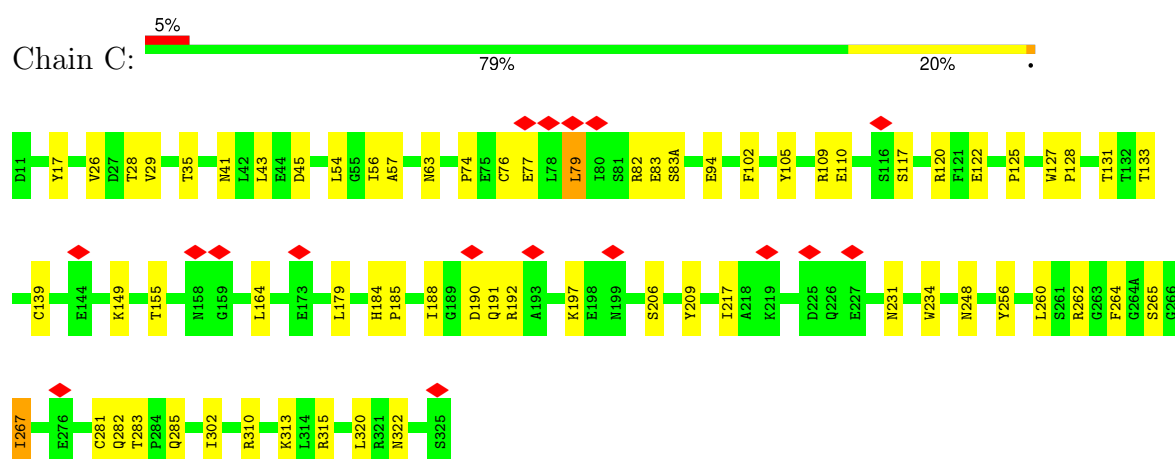 5%
Chain C:
79% 20% •
D11 Y17 V26 D27 T28 V29 T35 N41 L42 L43 E44 D45 L54 G55 I56 A57 N63 P74 E75 C76 E77 L78 L79 I80 S81 R82 E83 S83A E94 F102 Y105 R109 E110 S116 S117 R120 F121 E122 P125 W127 P128 T131 T132 T133
C139 E144 K149 T155 N158 G159 L164 E173 L179 H184 P185 I188 G189 D190 Q191 R192 A193 K197 E198 N199 S206 Y209 I217 A218 K219 D225 Q226 E227 N231 W234 N248 Y256 L260 S261 R262 G263 F264 G264A S265 G266
I267 E276 C281 Q282 T283 P284 Q285 I302 R310 K313 L314 R315 L320 R321 N322 S325